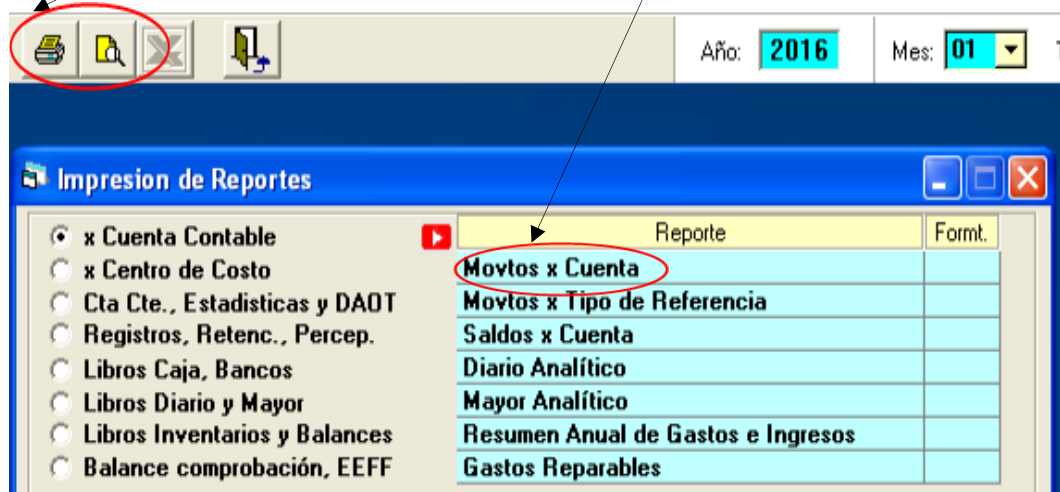 Año: 2016 Mes: 01
Impresion de Reportes
x Cuenta Contable
x Centro de Costo
Cta Cte., Estadisticas y DAOT
Registros, Retenc., Percep.
Libros Caja, Bancos
Libros Diario y Mayor
Libros Inventarios y Balances
Balance comprobación, EEFF
Reporte Formt.
Movtos x Cuenta
Movtos x Tipo de Referencia
Saldos x Cuenta
Diario Analítico
Mayor Analítico
Resumen Anual de Gastos e Ingresos
Gastos Reparables